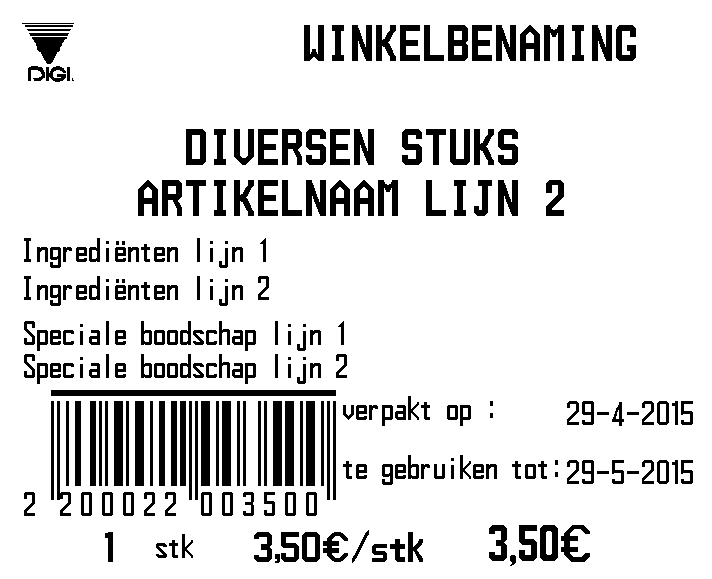 DIGI.
WINKELBENAMING
DIVERSEN STUKS
ARTIKELNAAM LIJN 2
Ingrediënten lijn 1
Ingrediënten lijn 2
Speciale boodschap lijn 1
Speciale boodschap lijn 2
verpakt op : 29-4-2015
te gebruiken tot: 29-5-2015
2 200022 003500
1 stk 3,50€/stk 3,50€